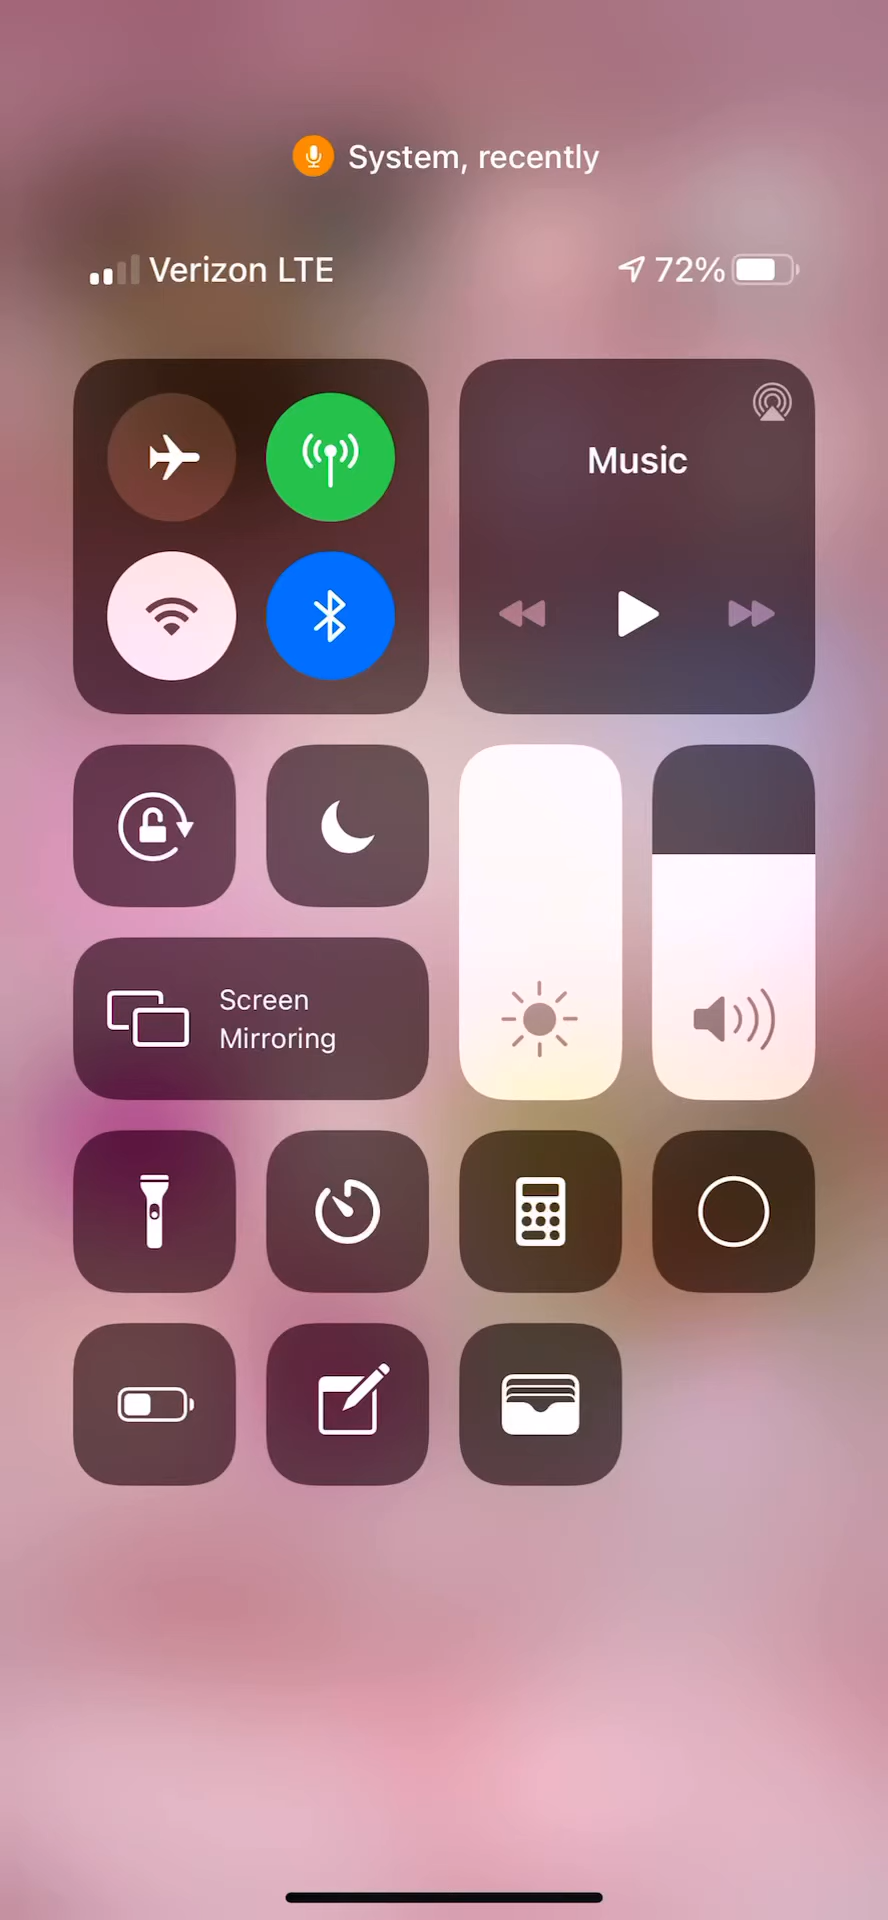 System, recently
Verizon LTE
72%
Music
Screen
Mirroring